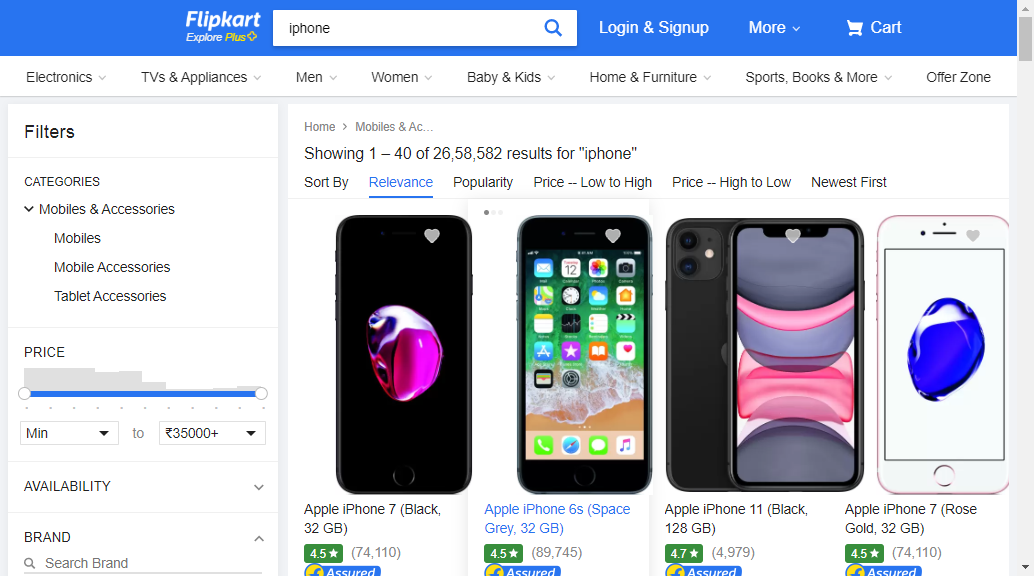 Flipkart
Explore Plus
iphone
Login & Signup
More
Cart
Electronics
TVs & Appliances
Men
Women
Baby & Kids
Home & Furniture
Sports, Books & More
Offer Zone
Filters
CATEGORIES
Mobiles & Accessories
Mobiles
Mobile Accessories
Tablet Accessories
PRICE
Min
to
₹35000+
AVAILABILITY
BRAND
Search Brand
Home
Mobiles & Ac...
Showing 1 – 40 of 26,58,582 results for "iphone"
Sort By
Relevance
Popularity
Price -- Low to High
Price -- High to Low
Newest First
12
Apple iPhone 7 (Black,
32 GB)
4.5★
(74,110)
Assured
Apple iPhone 6s (Space
Grey, 32 GB)
4.5★
(89,745)
Assured
Apple iPhone 11 (Black,
128 GB)
4.7★
(4,979)
Assured
Apple iPhone 7 (Rose
Gold, 32 GB)
4.5★
(74,110)
Assured